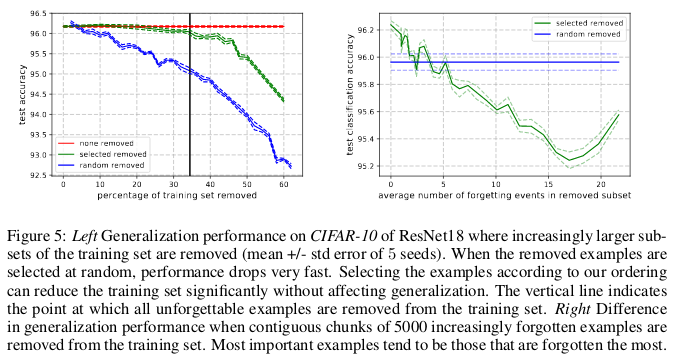 96.5
96.0
95.5
95.0
94.5
94.0
93.5
93.0
92.5
test accuracy
none removed
selected removed
random removed
0 10 20 30 40 50 60
percentage of training set removed
96.2
96.0
95.8
95.6
95.4
95.2
test classification accuracy
selected removed
random removed
0 5 10 15 20
average number of forgetting events in removed subset
Figure 5: Left Generalization performance on CIFAR-10 of ResNet18 where increasingly larger sub-
sets of the training set are removed (mean +/- std error of 5 seeds). When the removed examples are
selected at random, performance drops very fast. Selecting the examples according to our ordering
can reduce the training set significantly without affecting generalization. The vertical line indicates
the point at which all unforgettable examples are removed from the training set. Right Difference
in generalization performance when contiguous chunks of 5000 increasingly forgotten examples are
removed from the training set. Most important examples tend to be those that are forgotten the most.